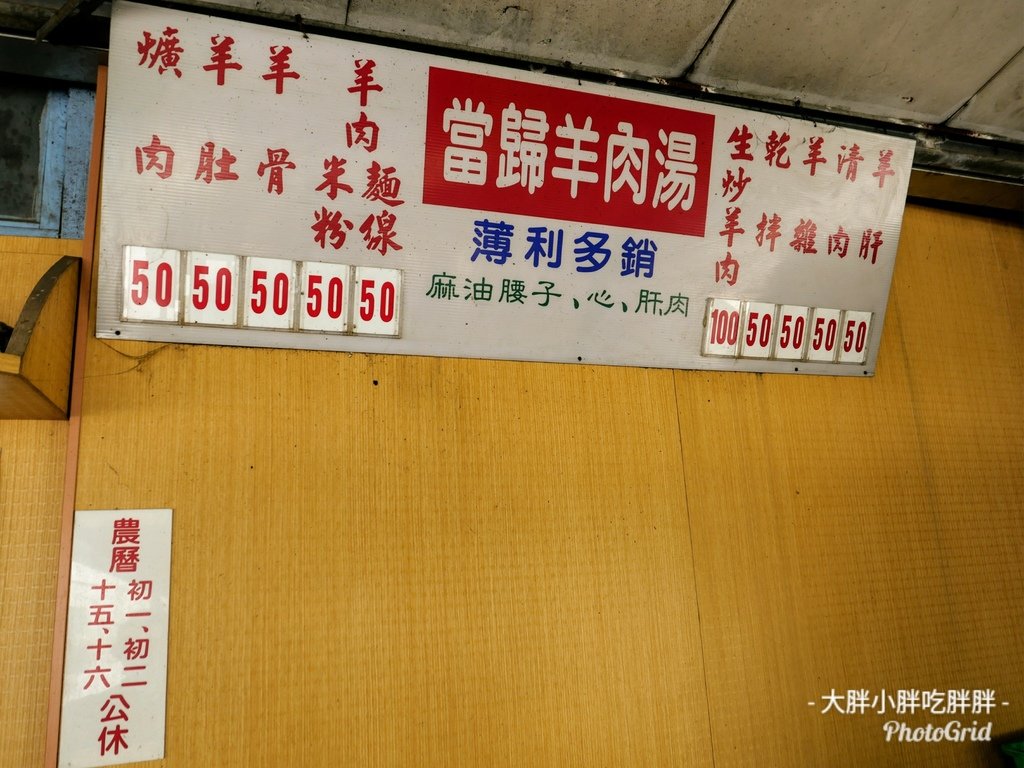 羊肝
清肉
羊雜
乾拌
生炒羊肉
100 50 50 50 50
當歸羊肉湯
薄利多銷
麻油腰子、心、肝肉
羊肉
麵線
米粉
羊骨
羊肚
爌肉
50 50 50 50 50
農曆
初一、初二
十五、十六
公休
- 大胖小胖吃胖胖 -
PhotoGrid